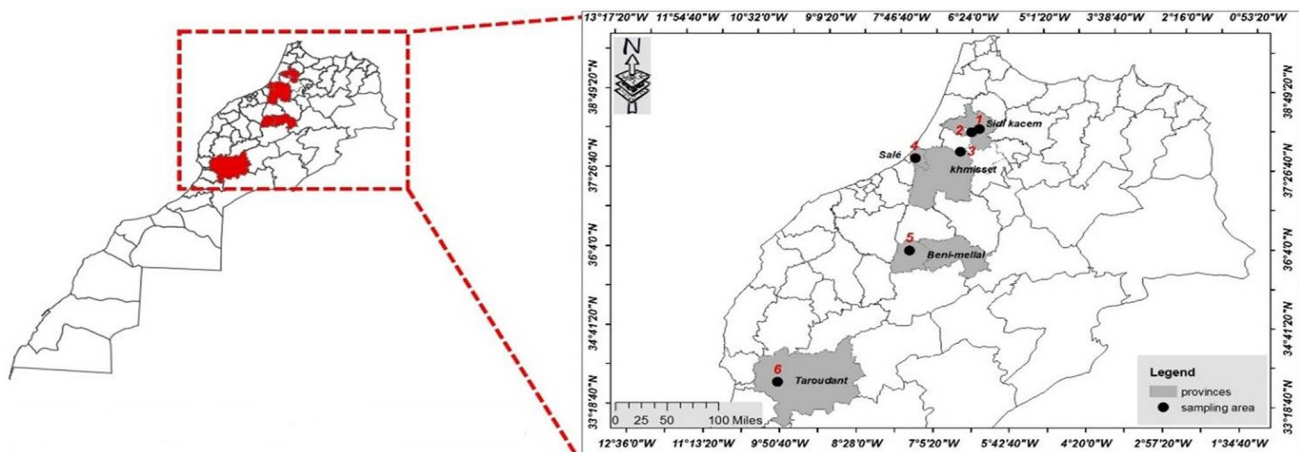 13°17'20"W 11°54'40"W 10°32'0"W 9°9'20"W 7°46'40"W 6°24'0"W 5°1'20"W 3°38'40"W 2°16'0"W 0°53'20"W
N
38°49'20"N
38°49'20"N
1
2
Sidi kacem
4
3
Salé
khmisset
37°26'40"N
37°26'40"N
5
Beni-mellal
36°4'0"N
36°4'0"N
34°41'20"N
34°41'20"N
6
Taroudant
Legend
provinces
sampling area
33°18'40"N
33°18'40"N
0 25 50 100 Miles
12°36'0"W 11°13'20"W 9°50'40"W 8°28'0"W 7°5'20"W 5°42'40"W 4°20'0"W 2°57'20"W 1°34'40"W